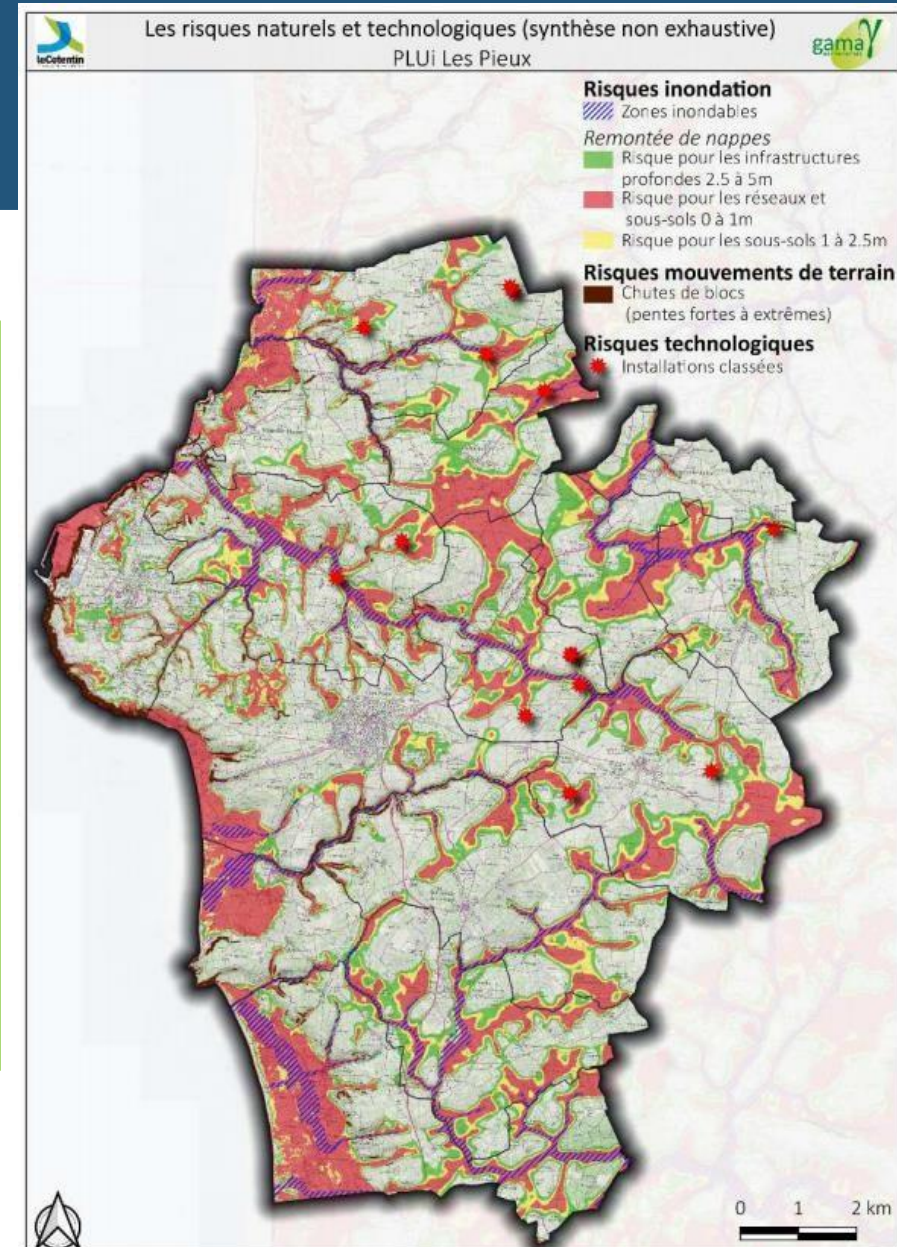 Les risques naturels et technologiques (synthèse non exhaustive)
PLUi Les Pieux
leCotentin
gama
Risques inondation
Zones inondables
Remontée de nappes
Risque pour les infrastructures
profondes 2.5 à 5m
Risque pour les réseaux et
sous-sols 0 à 1m
Risque pour les sous-sols 1 à 2.5m
Risques mouvements de terrain
Chutes de blocs
(pentes fortes à extrêmes)
Risques technologiques
Installations classées
0 1 2 km